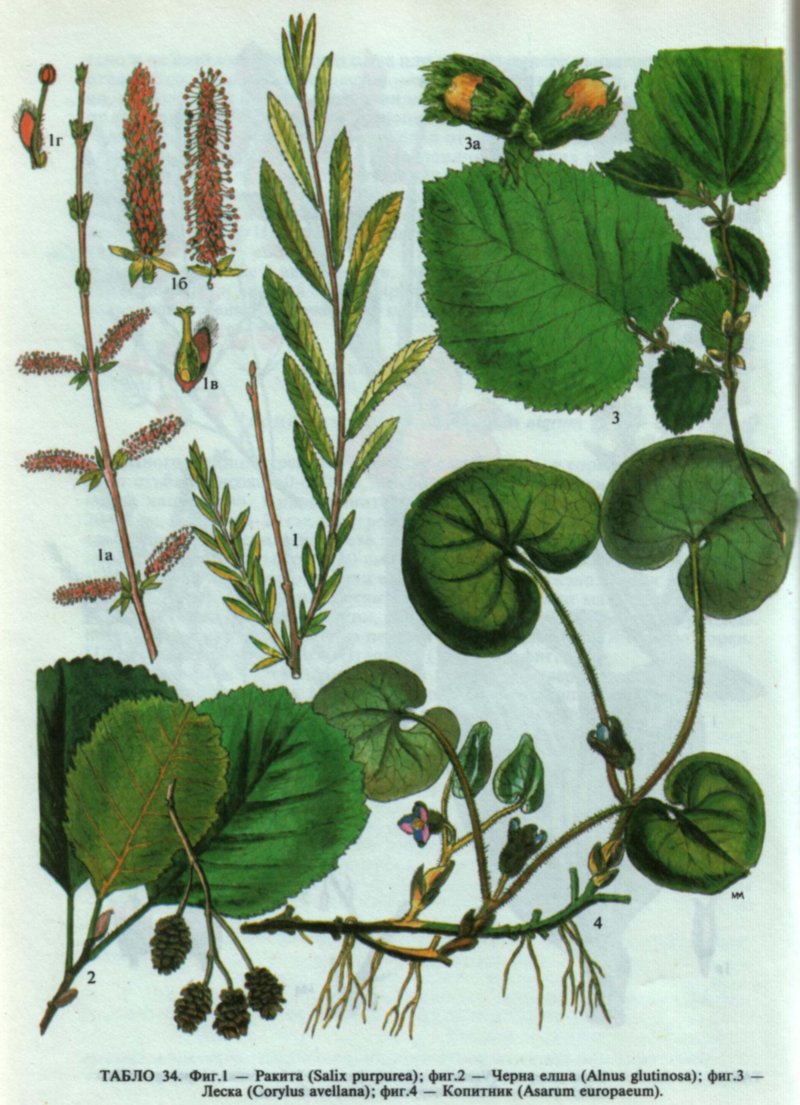 1г
3а
1б
1в
3
1
1а
ММ
4
2
ТАБЛО 34. Фиг.1 — Ракита (Salix purpurea); фиг.2 — Черна елша (Alnus glutinosa); фиг.3 —
Леска (Corylus avellana); фиг.4 — Копитник (Asarum europaeum).